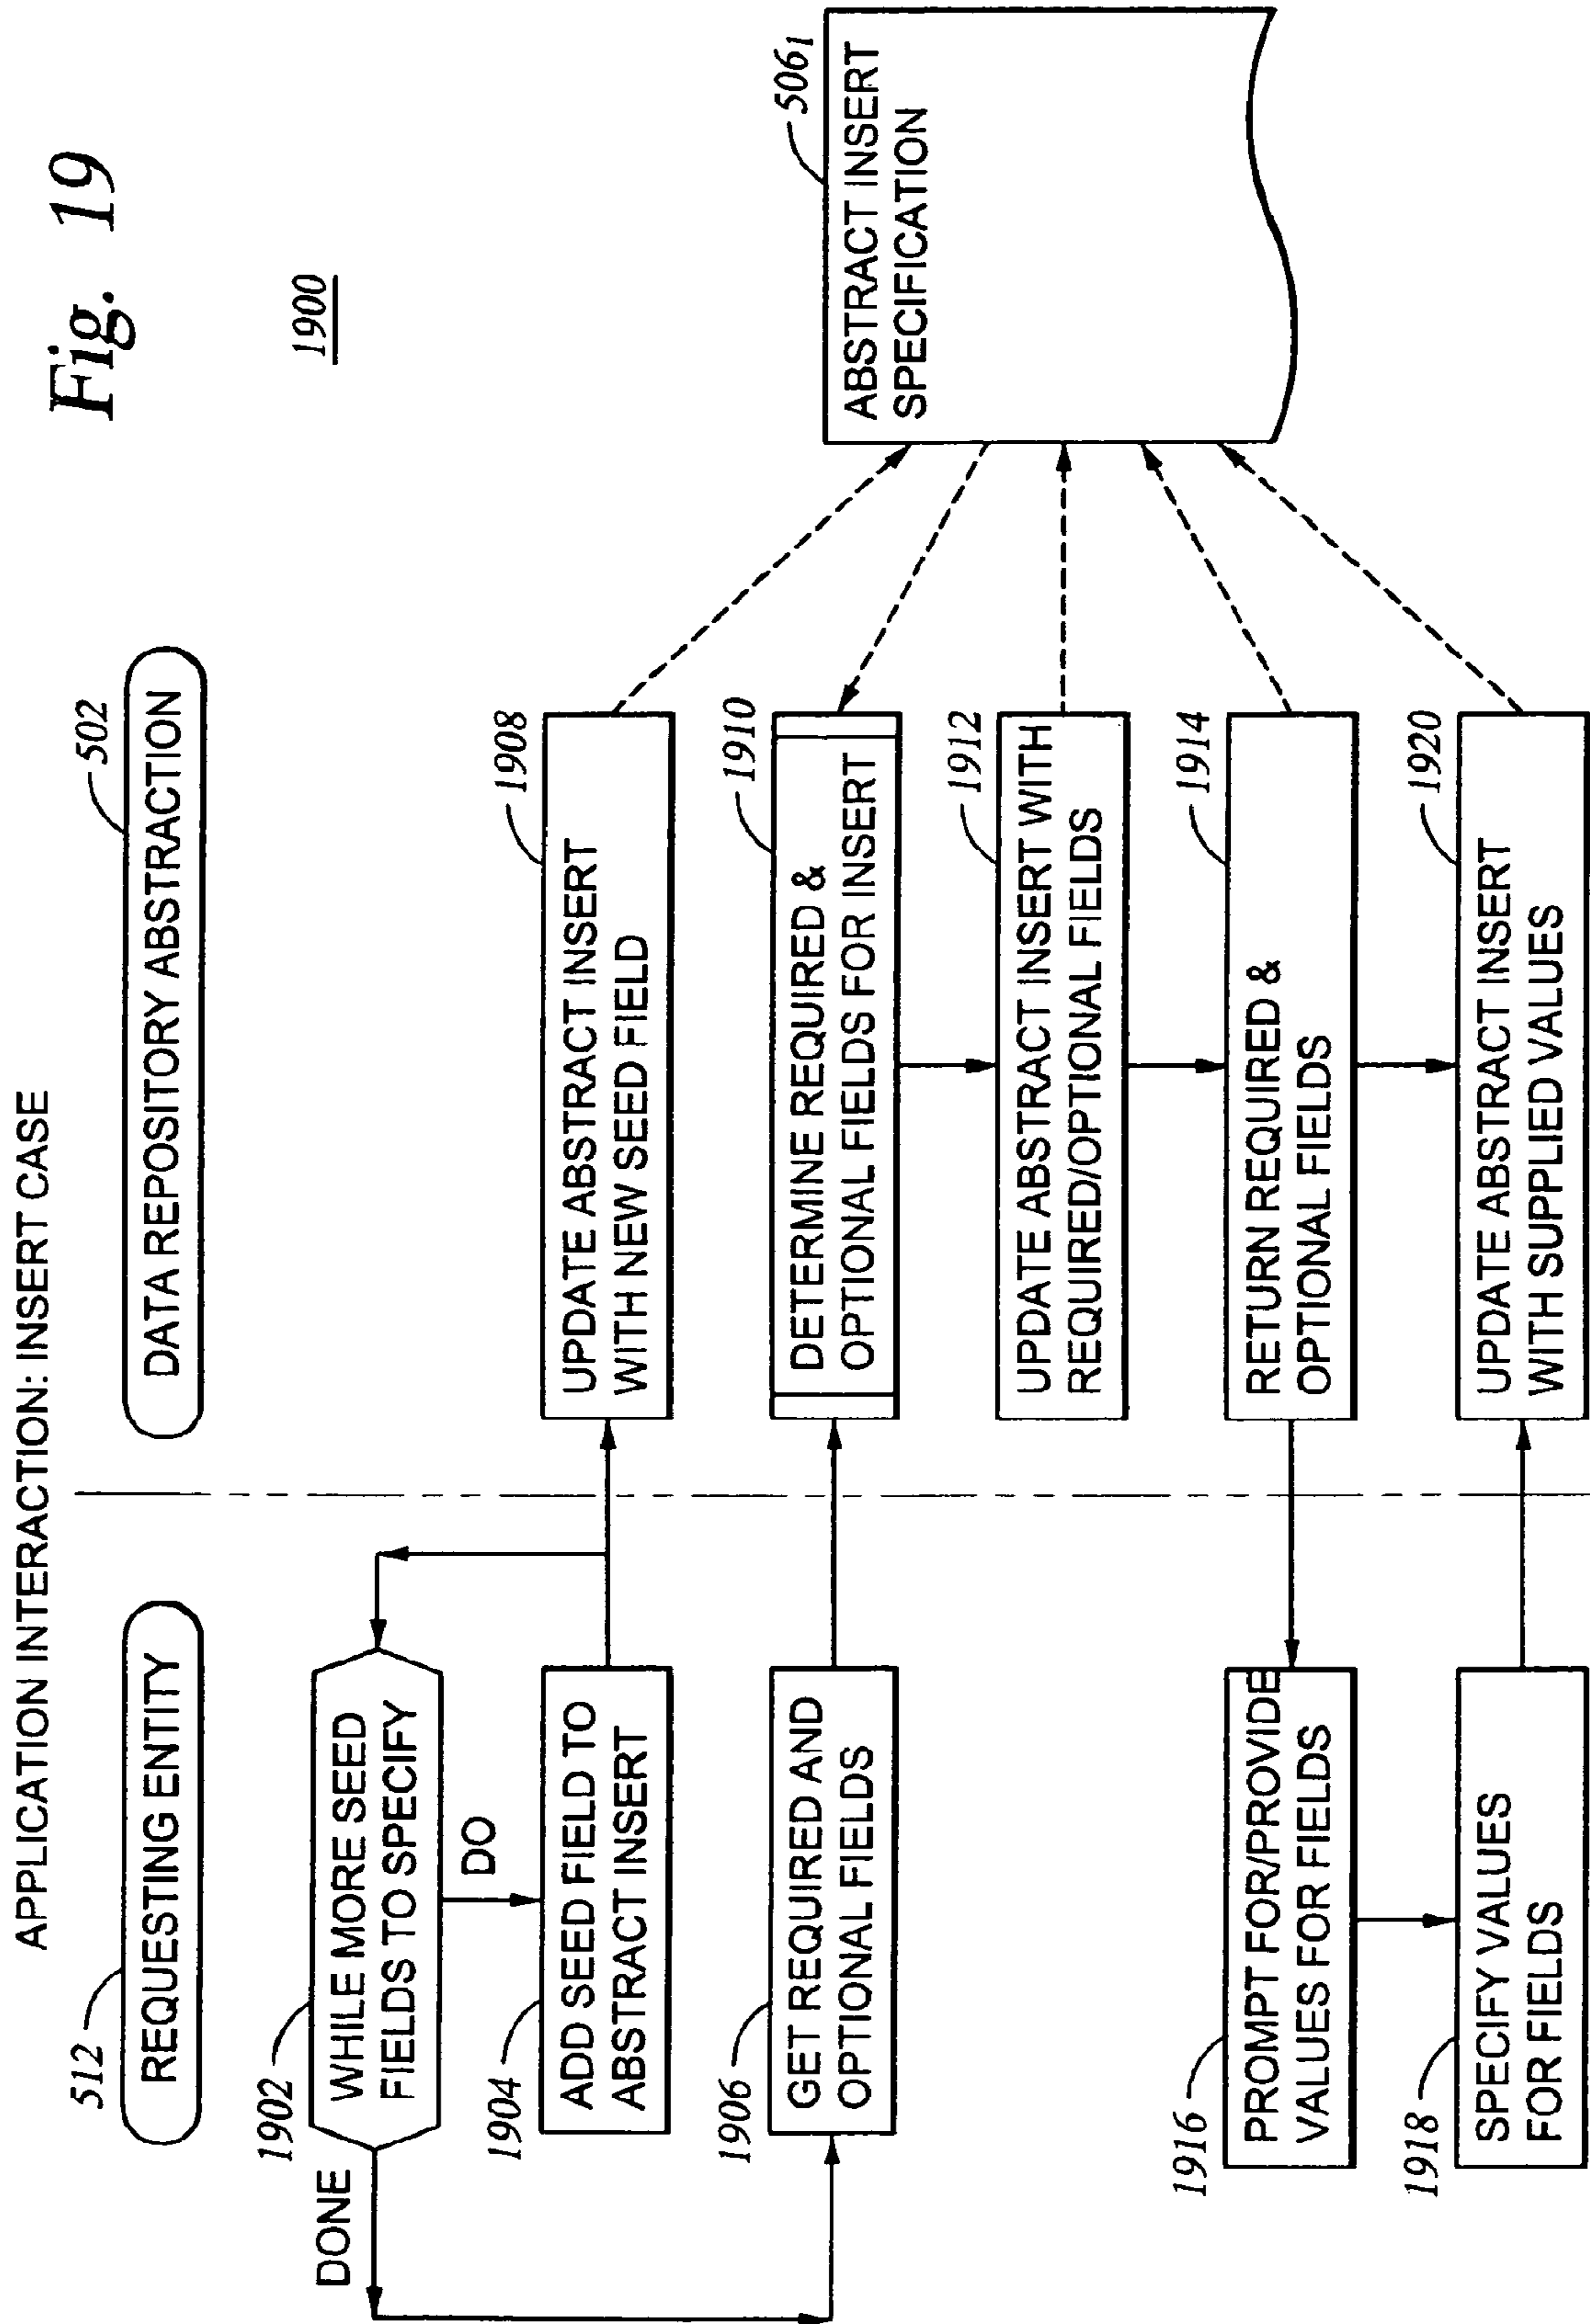 Fig. 19
1900
APPLICATION INTERACTION: INSERT CASE
512
REQUESTING ENTITY
502
DATA REPOSITORY ABSTRACTION
1902
WHILE MORE SEED
FIELDS TO SPECIFY
DONE
DO
1904
ADD SEED FIELD TO
ABSTRACT INSERT
1908
UPDATE ABSTRACT INSERT
WITH NEW SEED FIELD
1906
GET REQUIRED AND
OPTIONAL FIELDS
1910
DETERMINE REQUIRED &
OPTIONAL FIELDS FOR INSERT
1912
UPDATE ABSTRACT INSERT WITH
REQUIRED/OPTIONAL FIELDS
1914
RETURN REQUIRED &
OPTIONAL FIELDS
1916
PROMPT FOR/PROVIDE
VALUES FOR FIELDS
1918
SPECIFY VALUES
FOR FIELDS
1920
UPDATE ABSTRACT INSERT
WITH SUPPLIED VALUES
5061
ABSTRACT INSERT
SPECIFICATION